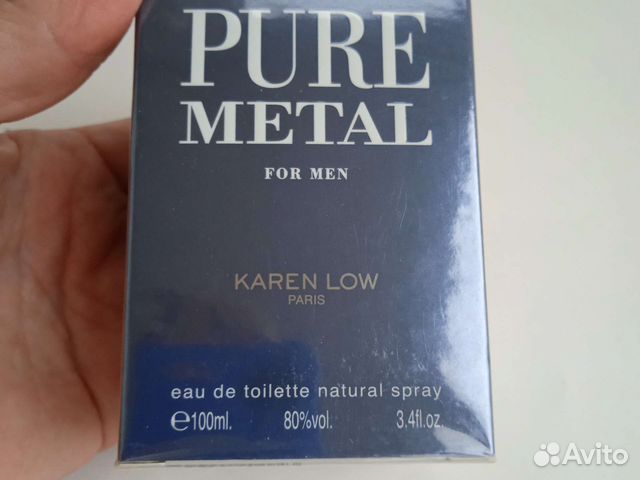 PURE
METAL
FOR MEN
KAREN LOW
PARIS
eau de toilette natural spray
℮100ml. 80%vol. 3.4fl.oz.
Avito